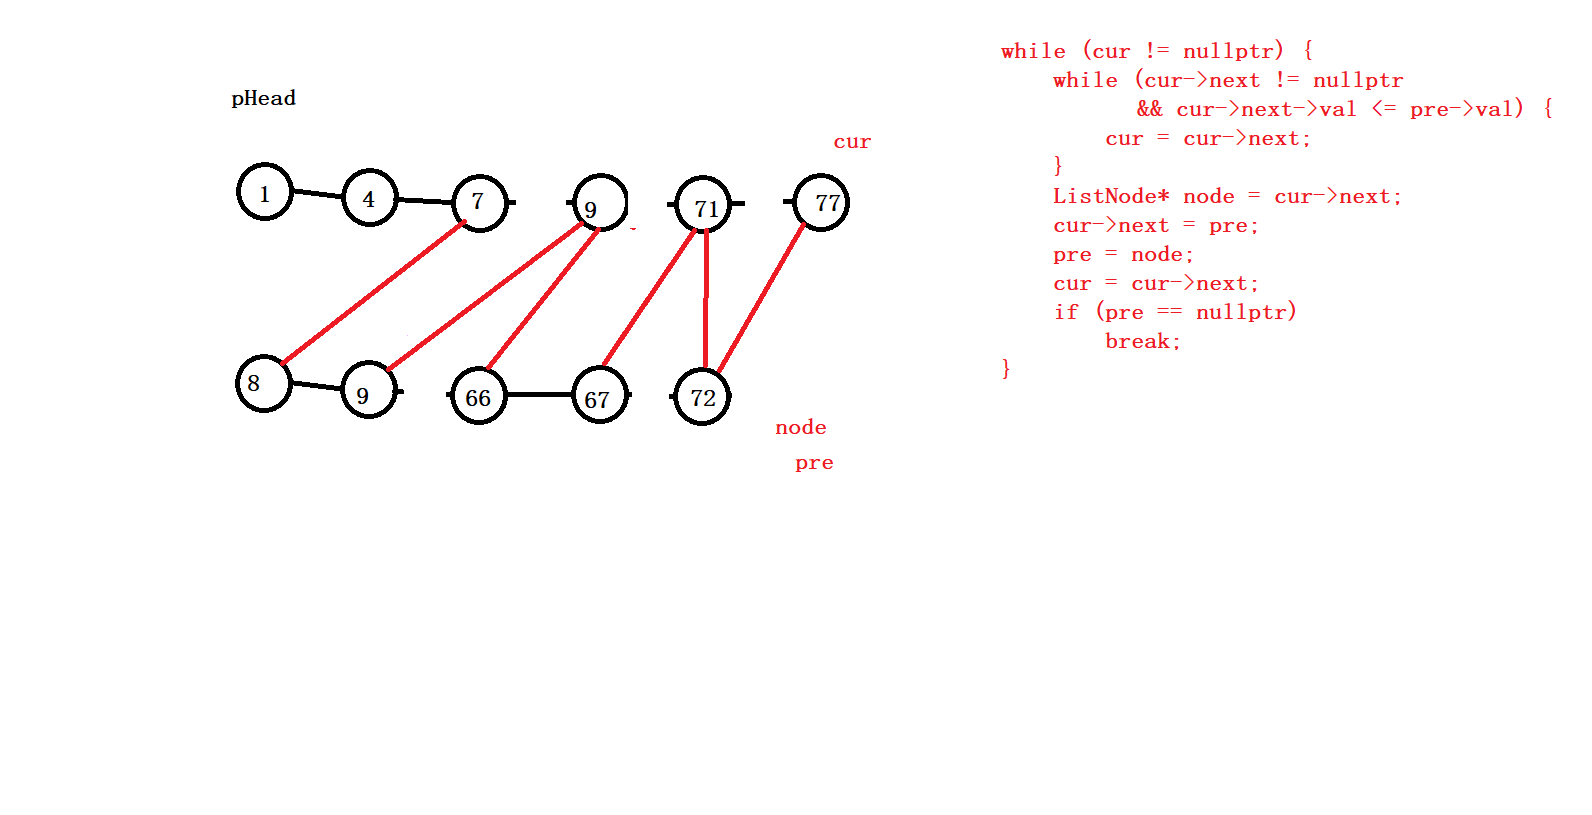 pHead
cur
1 4 7 9 71 77
8 9 66 67 72
node
pre
while (cur != nullptr) {
    while (cur->next != nullptr
          && cur->next->val <= pre->val) {
        cur = cur->next;
    }
    ListNode* node = cur->next;
    cur->next = pre;
    pre = node;
    cur = cur->next;
    if (pre == nullptr)
        break;
}